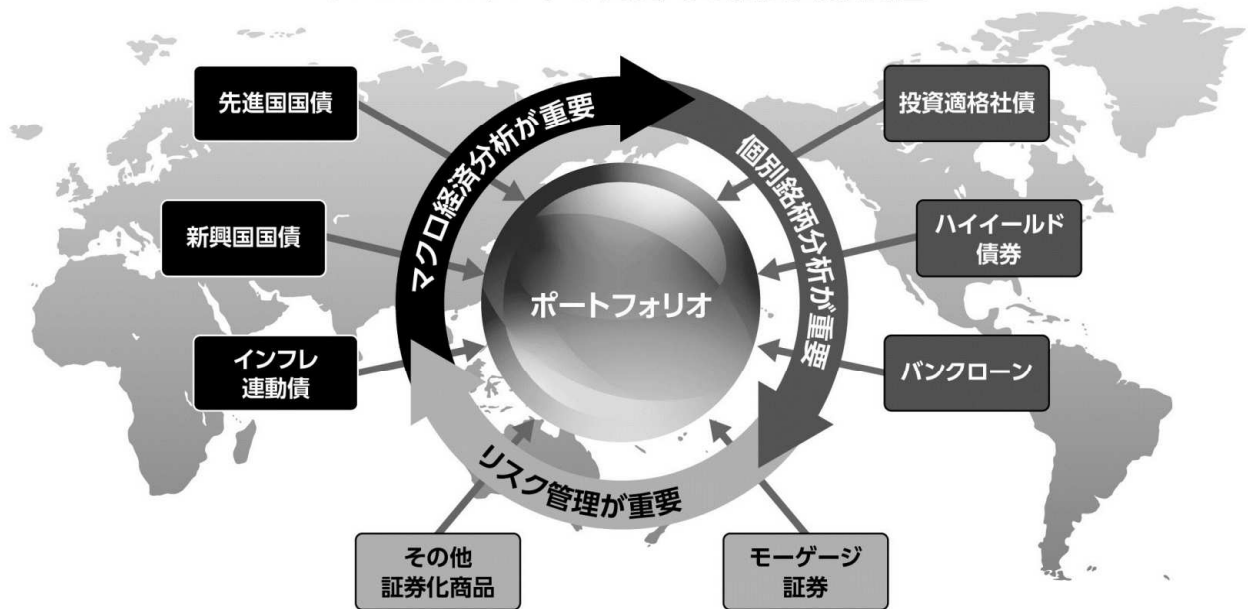 先進国国債
新興国国債
インフレ
連動債
マクロ経済分析が重要
ポートフォリオ
個別銘柄分析が重要
投資適格社債
ハイイールド
債券
バンクローン
リスク管理が重要
その他
証券化商品
モーゲージ
証券